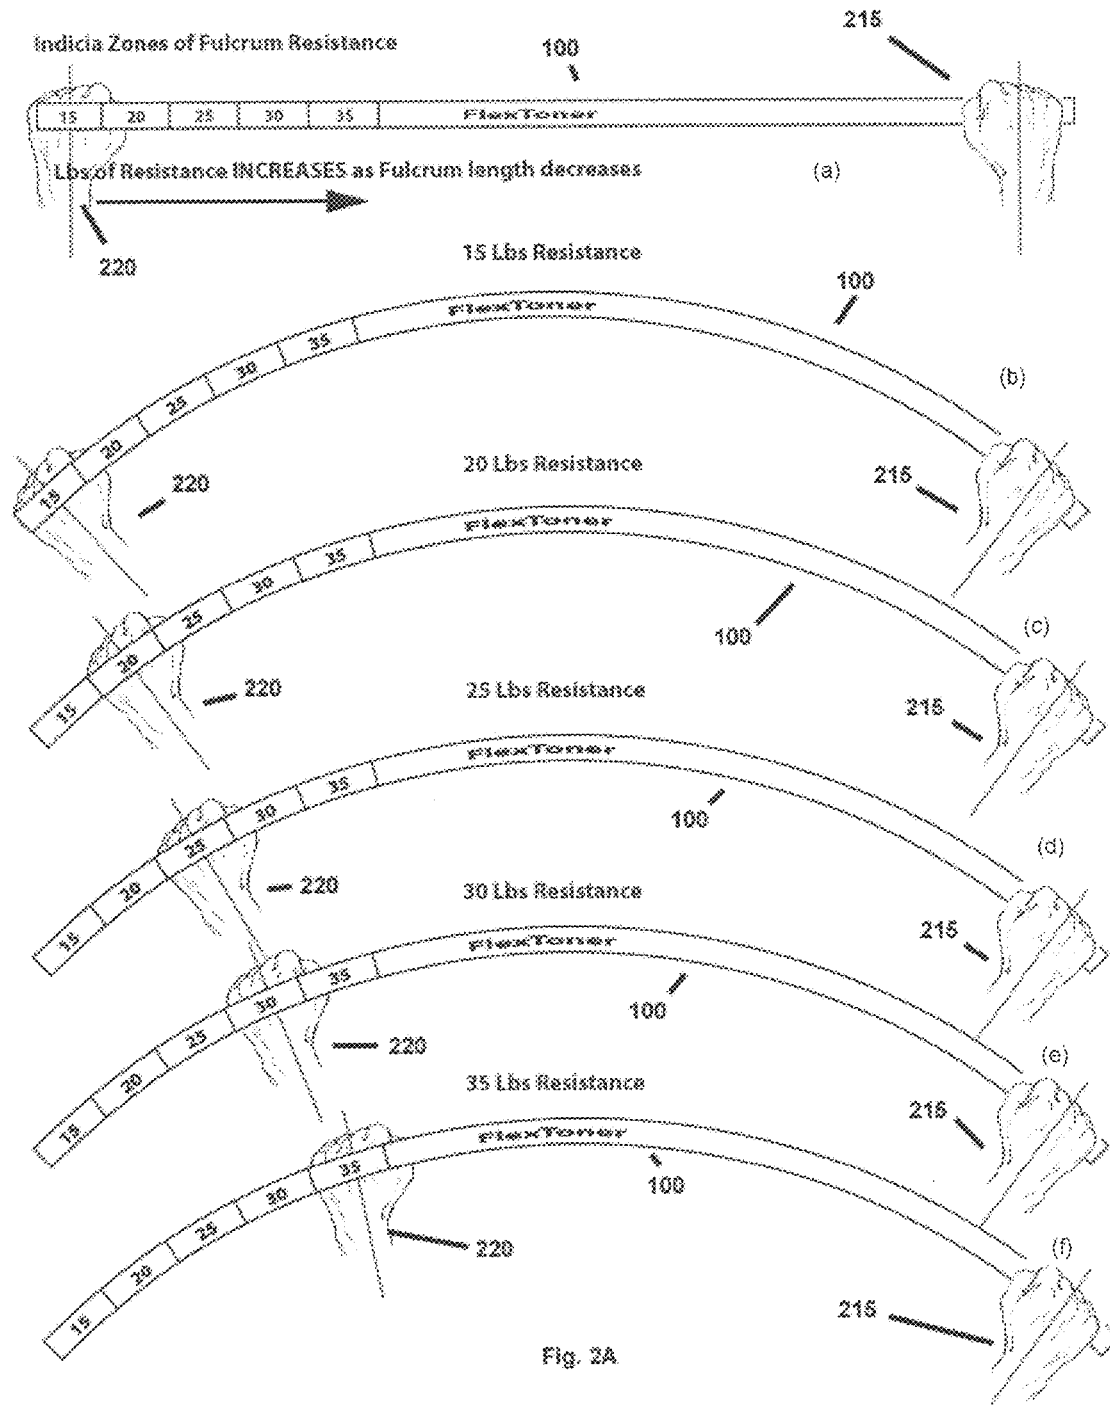 215
Indicia Zones of Fulcrum Resistance
100
15 20 25 30 35 FlexToner
Lbs of Resistance INCREASES as Fulcrum length decreases
(a)
220
15 Lbs Resistance
100
FlexToner
15 20 25 30 35
(b)
20 Lbs Resistance
220
215
FlexToner
15 20 25 30 35
100
(c)
220
25 Lbs Resistance
215
FlexToner
15 20 25 30 35
100
(d)
220
30 Lbs Resistance
215
FlexToner
15 20 25 30 35
100
(e)
220
35 Lbs Resistance
215
FlexToner
15 20 25 30 35
100
(f)
220
215
Fig. 2A